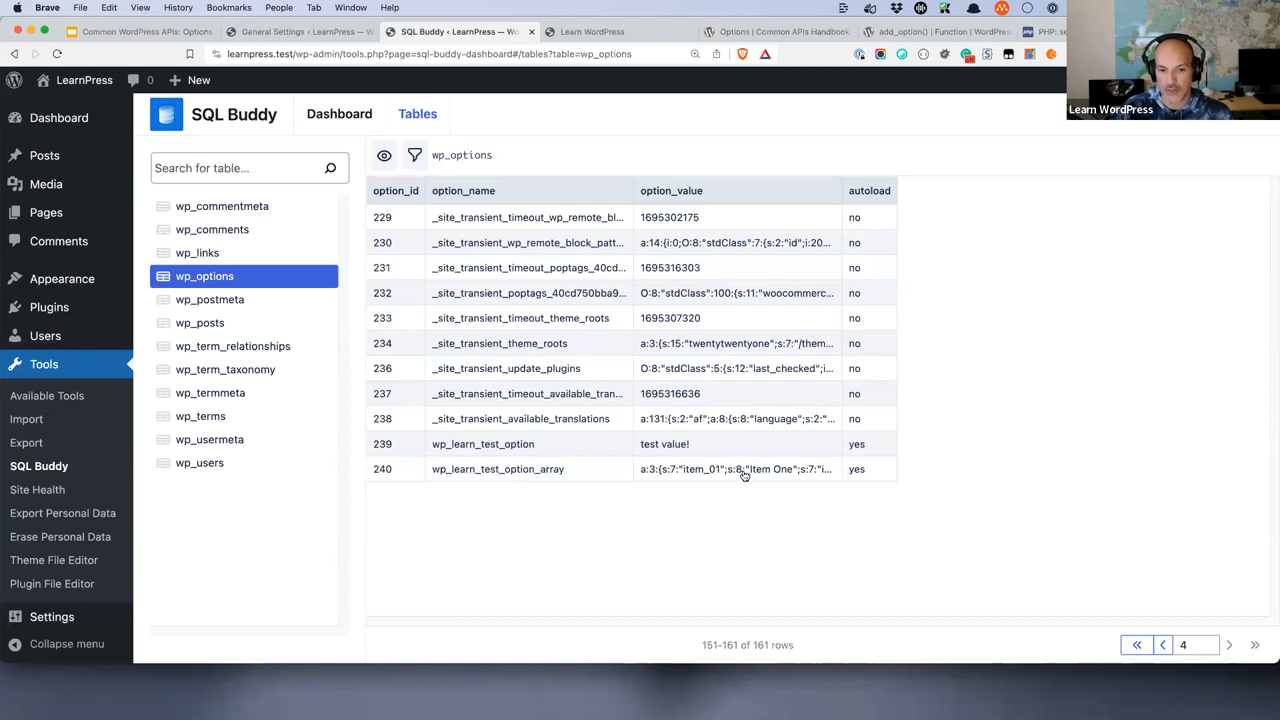 Brave File Edit View History Bookmarks People Tab Window Help
Common WordPress APIs: Options
General Settings ‹ LearnPress —
SQL Buddy ‹ LearnPress — Wo
Learn WordPress
Options | Common APIs Handbook
add_option() | Function | WordPre
PHP: se
learnpress.test/wp-admin/tools.php?page=sql-buddy-dashboard#/tables?table=wp_options
LearnPress 0 New
Learn WordPress
Dashboard
Posts
Media
Pages
Comments
Appearance
Plugins
Users
Tools
Available Tools
Import
Export
SQL Buddy
Site Health
Export Personal Data
Erase Personal Data
Theme File Editor
Plugin File Editor
Settings
Collapse menu
SQL Buddy Dashboard Tables
Search for table...
wp_commentmeta
wp_comments
wp_links
wp_options
wp_postmeta
wp_posts
wp_term_relationships
wp_term_taxonomy
wp_termmeta
wp_terms
wp_usermeta
wp_users
wp_options
option_id option_name option_value autoload
229 _site_transient_timeout_wp_remote_bl... 1695302175 no
230 _site_transient_wp_remote_block_patt... a:14:{i:0;O:8:"stdClass":7:{s:2:"id";i:20... no
231 _site_transient_timeout_poptags_40cd... 1695316303 no
232 _site_transient_poptags_40cd750bba9... O:8:"stdClass":100:{s:11:"woocommerc... no
233 _site_transient_timeout_theme_roots 1695307320 no
234 _site_transient_theme_roots a:3:{s:15:"twentytwentyone";s:7:"/them... no
236 _site_transient_update_plugins O:8:"stdClass":5:{s:12:"last_checked";i... no
237 _site_transient_timeout_available_tran... 1695316636 no
238 _site_transient_available_translations a:131:{s:2:"af";a:8:{s:8:"language";s:2:"... no
239 wp_learn_test_option test value! yes
240 wp_learn_test_option_array a:3:{s:7:"item_01";s:8:"Item One";s:7:"i... yes
151-161 of 161 rows
« ‹ 4 › »